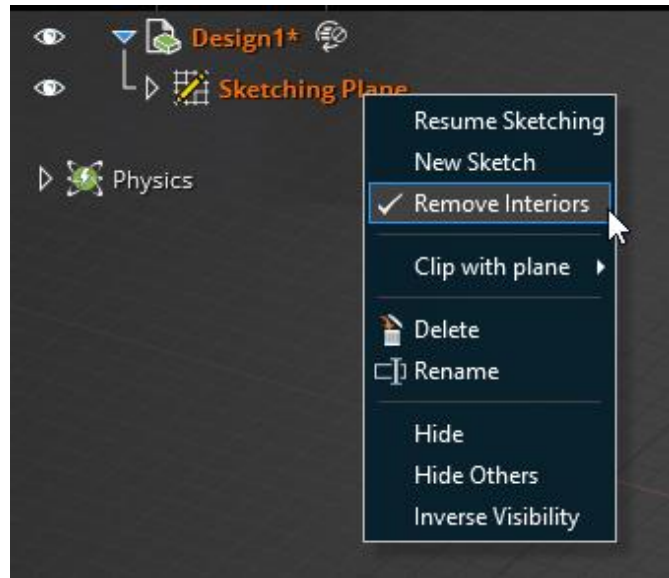 Design1*
Sketching Plane
Physics
Resume Sketching
New Sketch
Remove Interiors
Clip with plane
Delete
Rename
Hide
Hide Others
Inverse Visibility